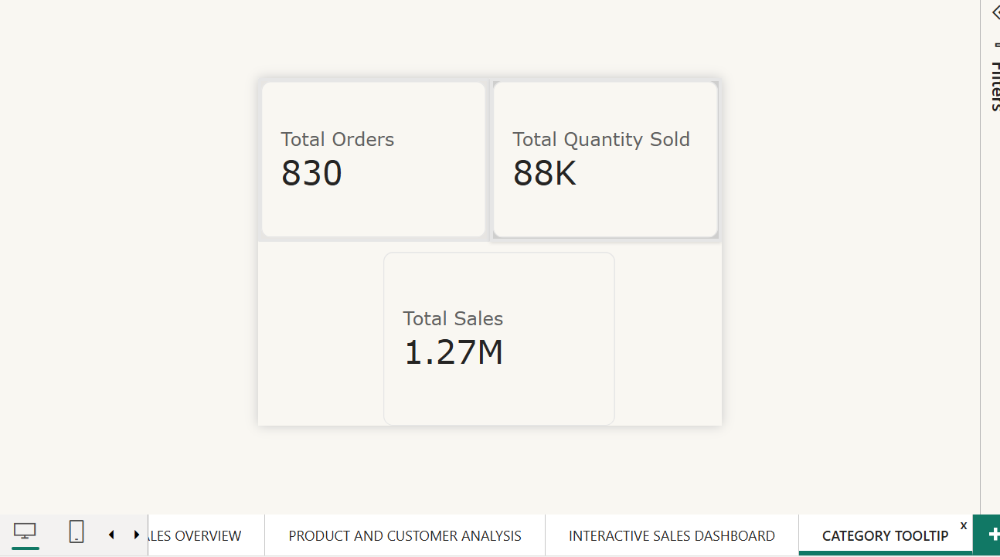 Filters
Total Orders
830
Total Quantity Sold
88K
Total Sales
1.27M
LES OVERVIEW
PRODUCT AND CUSTOMER ANALYSIS
INTERACTIVE SALES DASHBOARD
CATEGORY TOOLTIP
x